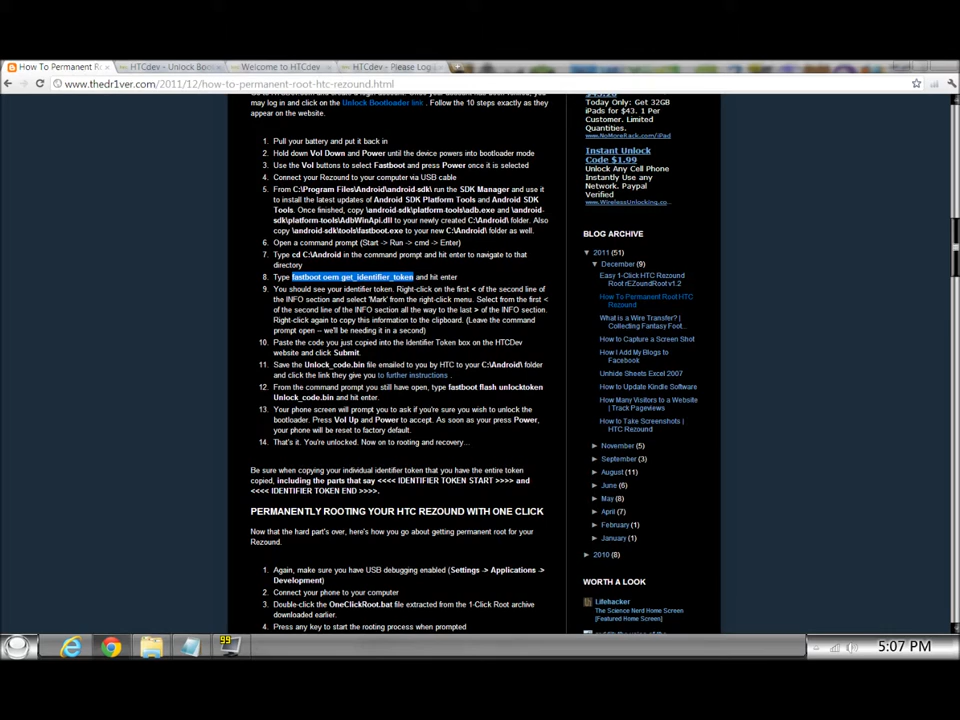 How To Permanent Ro
HTCdev - Unlock Boo
Welcome to HTCdev
HTCdev - Please Log
www.thedr1ver.com/2011/12/how-to-permanent-root-htc-rezound.html
may log in and click on the Unlock Bootloader link . Follow the 10 steps exactly as they
appear on the website.
1. Pull your battery and put it back in
2. Hold down Vol Down and Power until the device powers into bootloader mode
3. Use the Vol buttons to select Fastboot and press Power once it is selected
4. Connect your Rezound to your computer via USB cable
5. From C:\Program Files\Android\android-sdk\ run the SDK Manager and use it
to install the latest updates of Android SDK Platform Tools and Android SDK
Tools. Once finished, copy \android-sdk\platform-tools\adb.exe and \android-
sdk\platform-tools\AdbWinApi.dll to your newly created C:\Android\ folder. Also
copy \android-sdk\tools\fastboot.exe to your new C:\Android\ folder as well.
6. Open a command prompt (Start -> Run -> cmd -> Enter)
7. Type cd C:\Android in the command prompt and hit enter to navigate to that
directory
8. Type fastboot oem get_identifier_token and hit enter
9. You should see your identifier token. Right-click on the first < of the second line of
the INFO section and select 'Mark' from the right-click menu. Select from the first <
of the second line of the INFO section all the way to the last > of the INFO section.
Right-click again to copy this information to the clipboard. (Leave the command
prompt open -- we'll be needing it in a second)
10. Paste the code you just copied into the Identifier Token box on the HTCDev
website and click Submit.
11. Save the Unlock_code.bin file emailed to you by HTC to your C:\Android\ folder
and click the link they give you to further instructions .
12. From the command prompt you still have open, type fastboot flash unlocktoken
Unlock_code.bin and hit enter.
13. Your phone screen will prompt you to ask if you're sure you wish to unlock the
bootloader. Press Vol Up and Power to accept. As soon as your press Power,
your phone will be reset to factory default.
14. That's it. You're unlocked. Now on to rooting and recovery...
Be sure when copying your individual identifier token that you have the entire token
copied, including the parts that say <<<< IDENTIFIER TOKEN START >>>> and
<<<< IDENTIFIER TOKEN END >>>>.
PERMANENTLY ROOTING YOUR HTC REZOUND WITH ONE CLICK
Now that the hard part's over, here's how you go about getting permanent root for your
Rezound.
1. Again, make sure you have USB debugging enabled (Settings -> Applications ->
Development)
2. Connect your phone to your computer
3. Double-click the OneClickRoot.bat file extracted from the 1-Click Root archive
downloaded earlier.
4. Press any key to start the rooting process when prompted
Today Only: Get 32GB
iPads for $43. 1 Per
Customer. Limited
Quantities.
www.NoMoreRack.com/iPad
Instant Unlock
Code $1.99
Unlock Any Cell Phone
Instantly Use any
Network. Paypal
Verified
www.WirelessUnlocking.co...
BLOG ARCHIVE
▼ 2011 (51)
▼ December (9)
Easy 1-Click HTC Rezound
Root rEZoundRoot v1.2
How To Permanent Root HTC
Rezound
What is a Wire Transfer? |
Collecting Fantasy Foot...
How to Capture a Screen Shot
How I Add My Blogs to
Facebook
Unhide Sheets Excel 2007
How to Update Kindle Software
How Many Visitors to a Website
| Track Pageviews
How to Take Screenshots |
HTC Rezound
► November (5)
► September (3)
► August (11)
► June (6)
► May (8)
► April (7)
► February (1)
► January (1)
► 2010 (8)
WORTH A LOOK
Lifehacker
The Science Nerd Home Screen
[Featured Home Screen]
99
5:07 PM